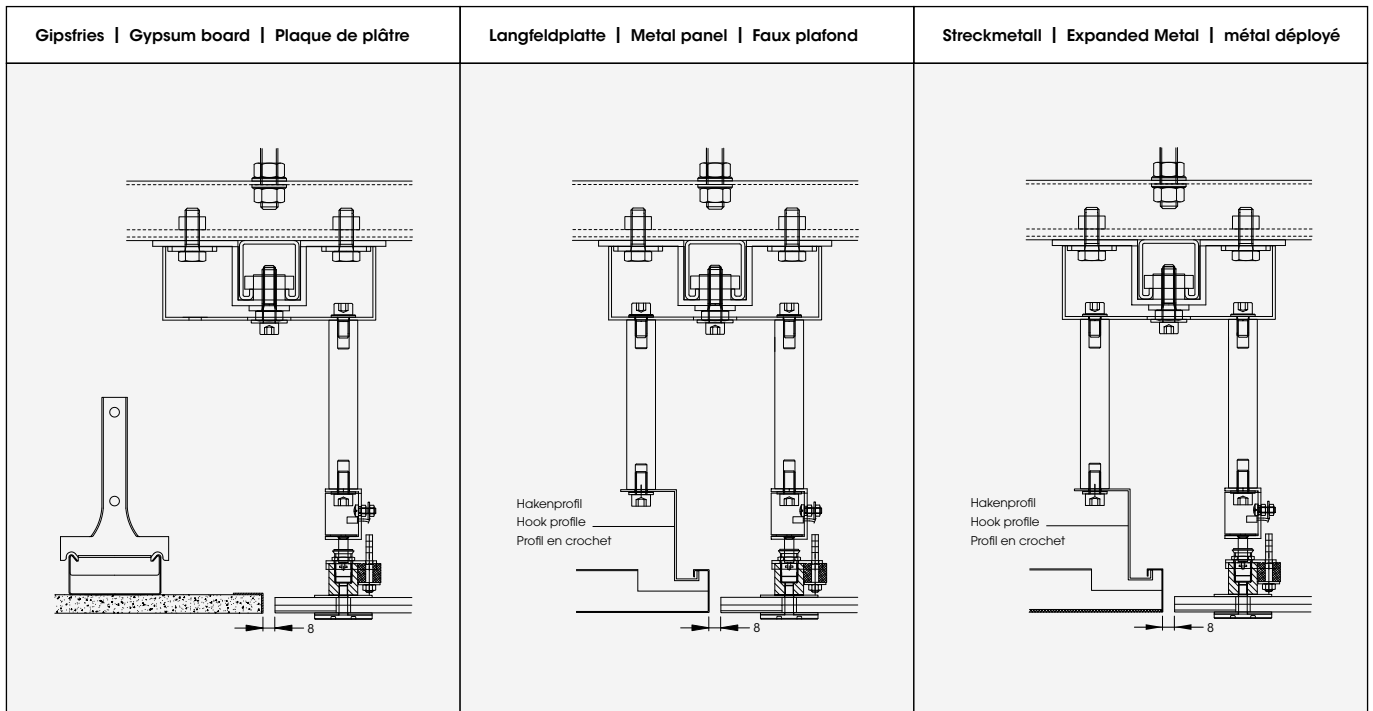 Gipsfries | Gypsum board | Plaque de plâtre
Langfeldplatte | Metal panel | Faux plafond
Streckmetall | Expanded Metal | métal déployé
8
Hakenprofil
Hook profile
Profil en crochet
8
Hakenprofil
Hook profile
Profil en crochet
8